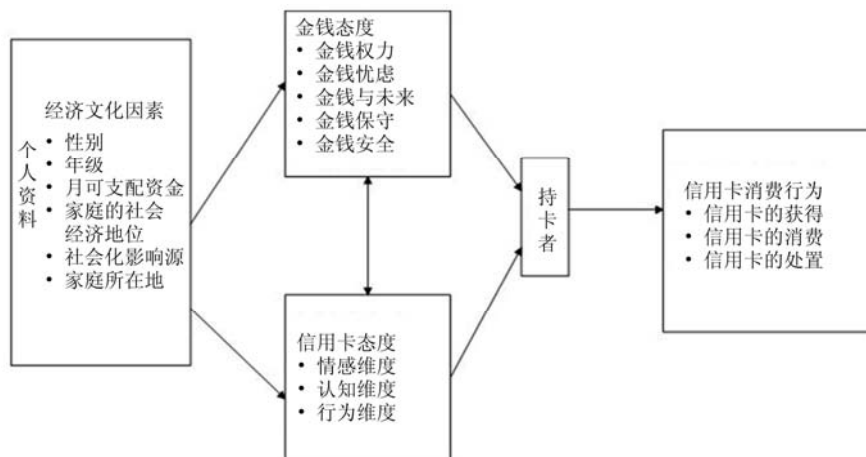 个人资料
经济文化因素
• 性别
• 年级
• 月可支配资金
• 家庭的社会
经济地位
• 社会化影响源
• 家庭所在地
金钱态度
• 金钱权力
• 金钱忧虑
• 金钱与未来
• 金钱保守
• 金钱安全
信用卡态度
• 情感维度
• 认知维度
• 行为维度
持卡者
信用卡消费行为
• 信用卡的获得
• 信用卡的消费
• 信用卡的处置